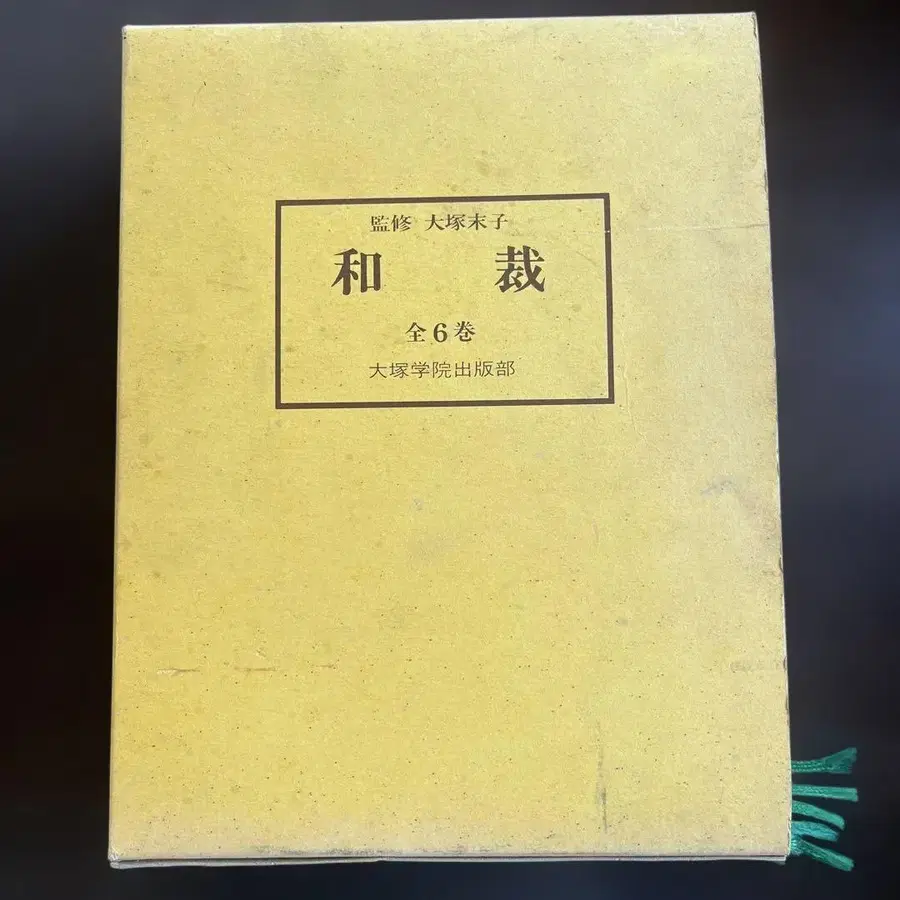 監修 大塚末子
和 裁
全6巻
大塚学院出版部